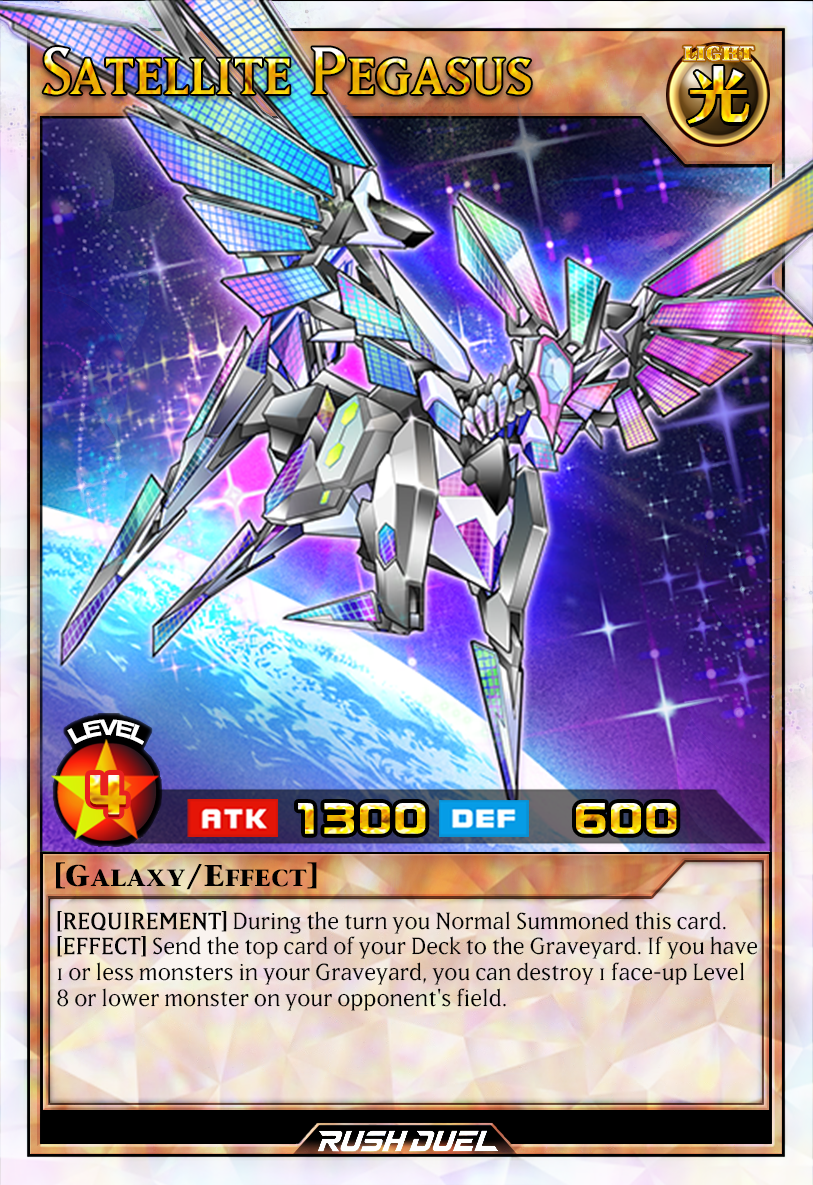 Satellite Pegasus
LIGHT
光
LEVEL
4
ATK 1300 DEF 600
[Galaxy/Effect]
[REQUIREMENT] During the turn you Normal Summoned this card.
[EFFECT] Send the top card of your Deck to the Graveyard. If you have
1 or less monsters in your Graveyard, you can destroy 1 face-up Level
8 or lower monster on your opponent's field.
RUSH DUEL